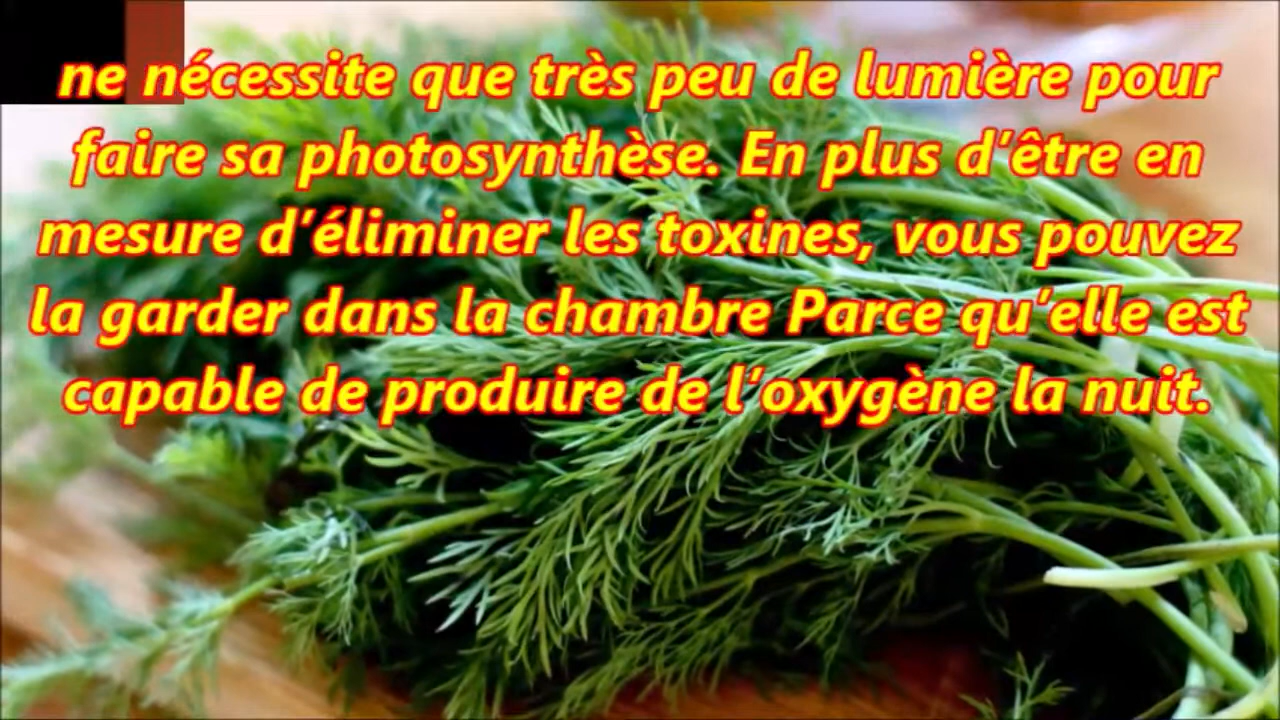 ne nécessite que très peu de lumière pour
faire sa photosynthèse. En plus d’être en
mesure d’éliminer les toxines, vous pouvez
la garder dans la chambre Parce qu’elle est
capable de produire de l’oxygène la nuit.